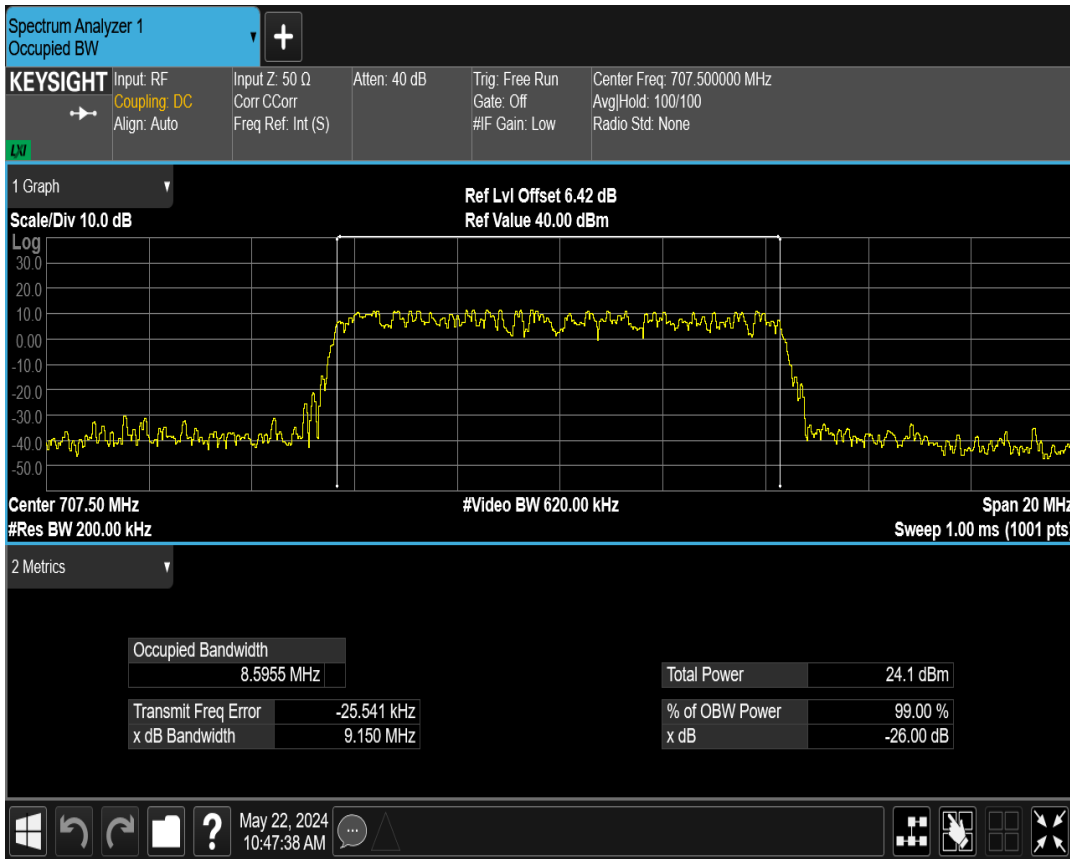 Spectrum Analyzer 1
Occupied BW
+
KEYSIGHT
LXI
Input: RF
Coupling: DC
Align: Auto
Input Z: 50 Ω
Corr CCorr
Freq Ref: Int (S)
Atten: 40 dB
Trig: Free Run
Gate: Off
#IF Gain: Low
Center Freq: 707.500000 MHz
Avg|Hold: 100/100
Radio Std: None
1 Graph
Scale/Div 10.0 dB
Ref Lvl Offset 6.42 dB
Ref Value 40.00 dBm
Log
30.0
20.0
10.0
0.00
-10.0
-20.0
-30.0
-40.0
-50.0
Center 707.50 MHz
#Video BW 620.00 kHz
Span 20 MHz
#Res BW 200.00 kHz
Sweep 1.00 ms (1001 pts)
2 Metrics
Occupied Bandwidth
8.5955 MHz
Total Power 24.1 dBm
Transmit Freq Error -25.541 kHz
% of OBW Power 99.00 %
x dB Bandwidth 9.150 MHz
x dB -26.00 dB
?
May 22, 2024
10:47:38 AM